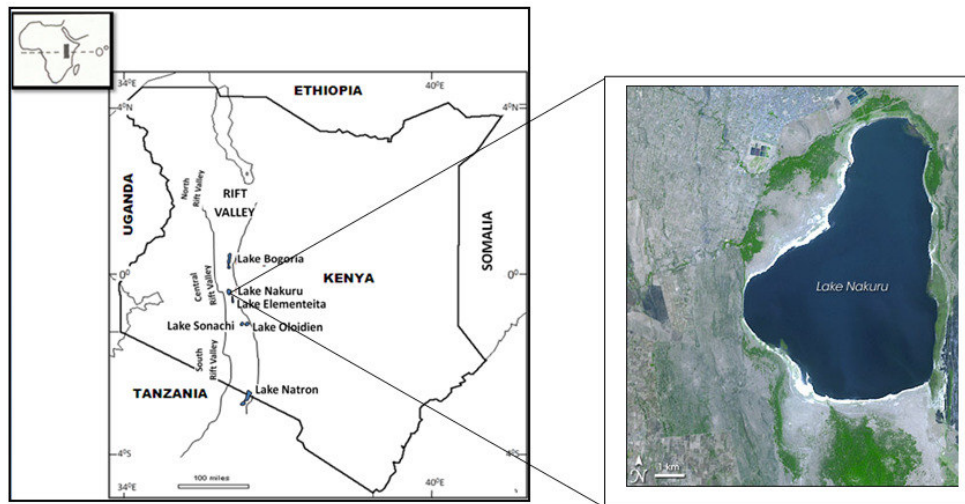 0°
34°E
40°E
4°N
4°N
ETHIOPIA
UGANDA
North
Rift Valley
RIFT
VALLEY
SOMALIA
Lake Bogoria
0°
Central
Rift Valley
Lake Nakuru
KENYA
0°
Lake Elementeita
Lake Sonachi
Lake Oloidien
South
Rift Valley
TANZANIA
Lake Natron
4°S
4°S
100 miles
34°E
40°E
Lake Nakuru
N
1 km